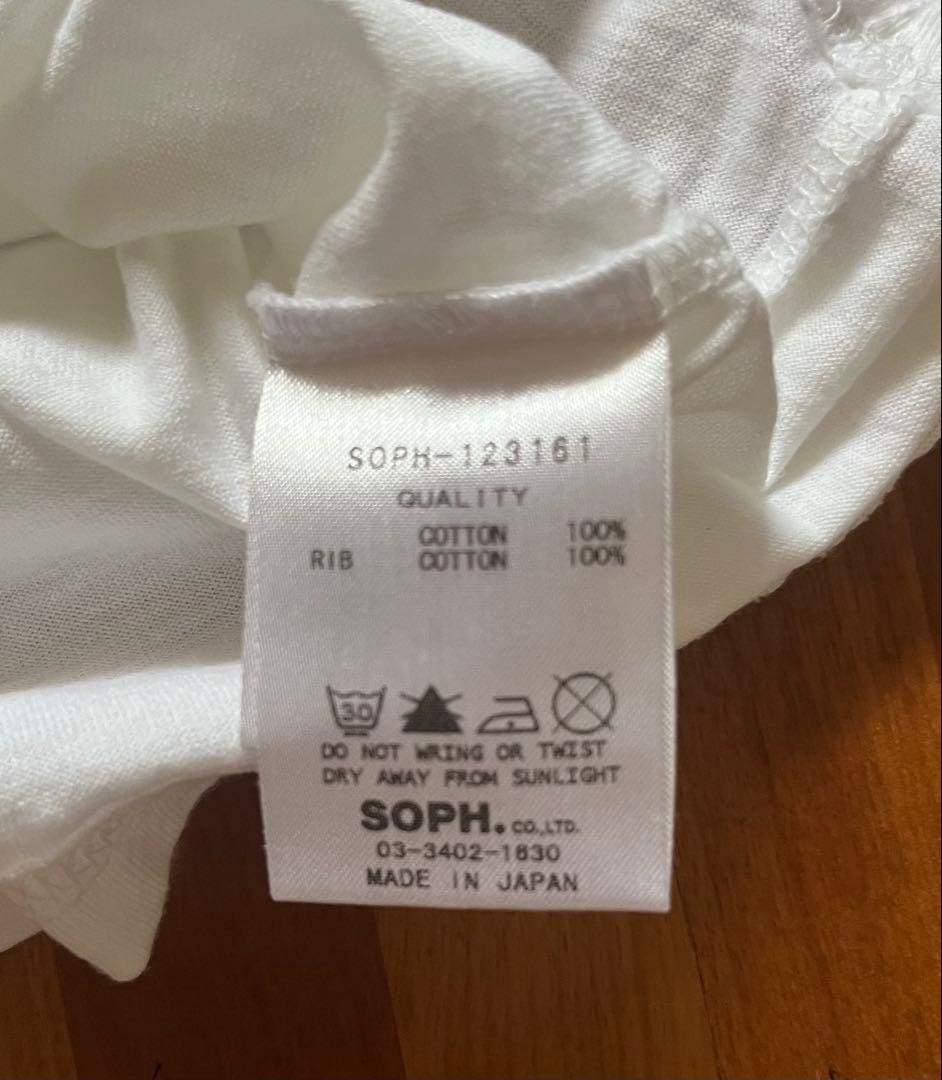 SOPH-123161
QUALITY
COTTON 100%
RIB COTTON 100%
30
DO NOT WRING OR TWIST
DRY AWAY FROM SUNLIGHT
SOPH. CO.,LTD.
03-3402-1630
MADE IN JAPAN